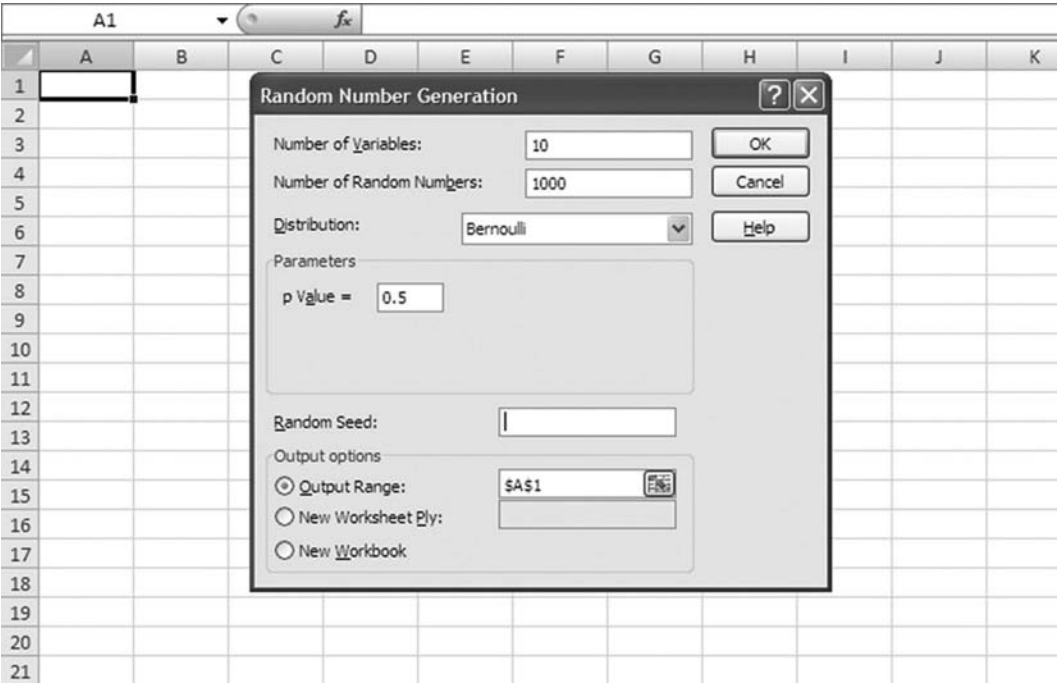 A1 fx
A B C D E F G H I J K
1
2
3
4
5
6
7
8
9
10
11
12
13
14
15
16
17
18
19
20
21
Random Number Generation ?
Number of Variables: 10 OK
Number of Random Numbers: 1000 Cancel
Distribution: Bernoulli Help
Parameters
p Value = 0.5
Random Seed:
Output options
Output Range: $A$1
New Worksheet Ply:
New Workbook